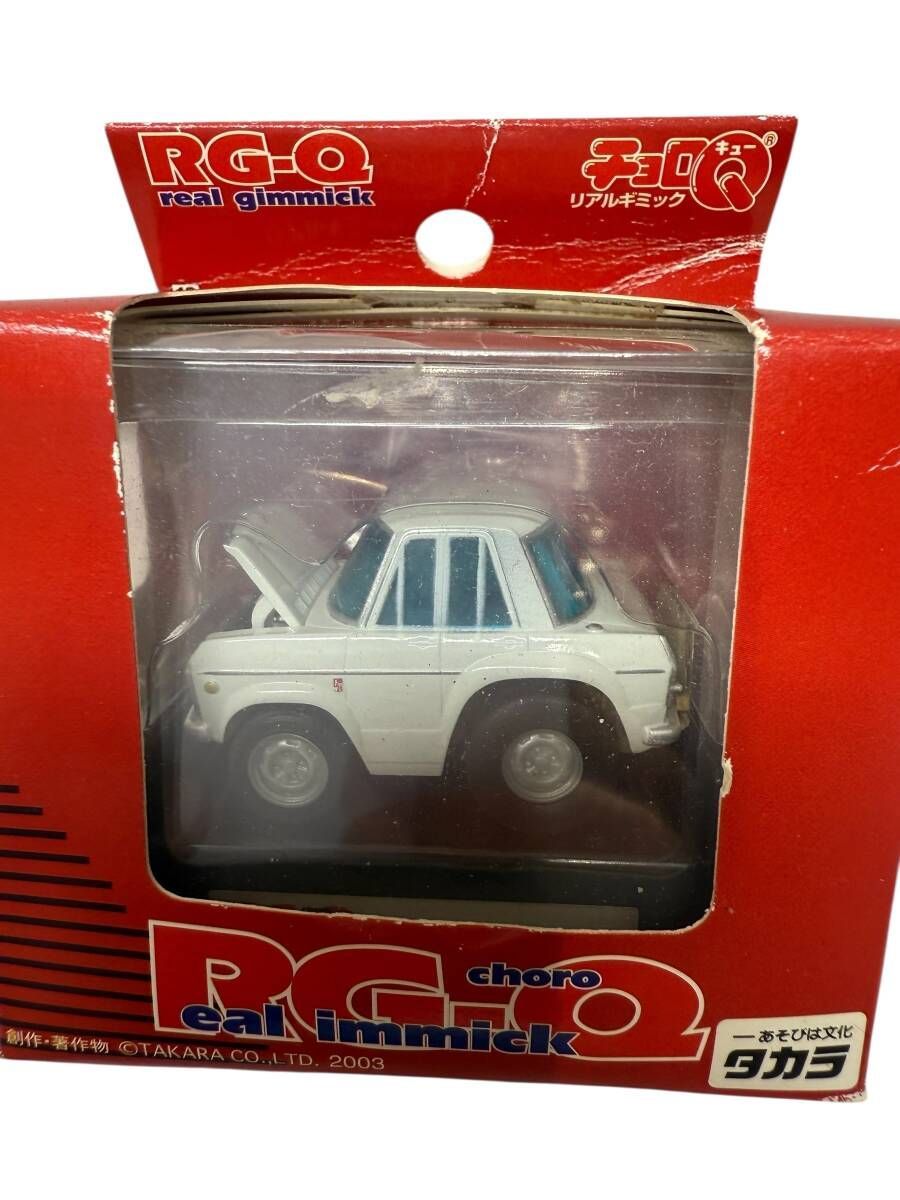 RG-Q
real gimmick
チョロQ®
キュー
リアルギミック
choro
RG-Q
eal immick
創作・著作物 ©TAKARA CO.,LTD. 2003
―あそびは文化
タカラ